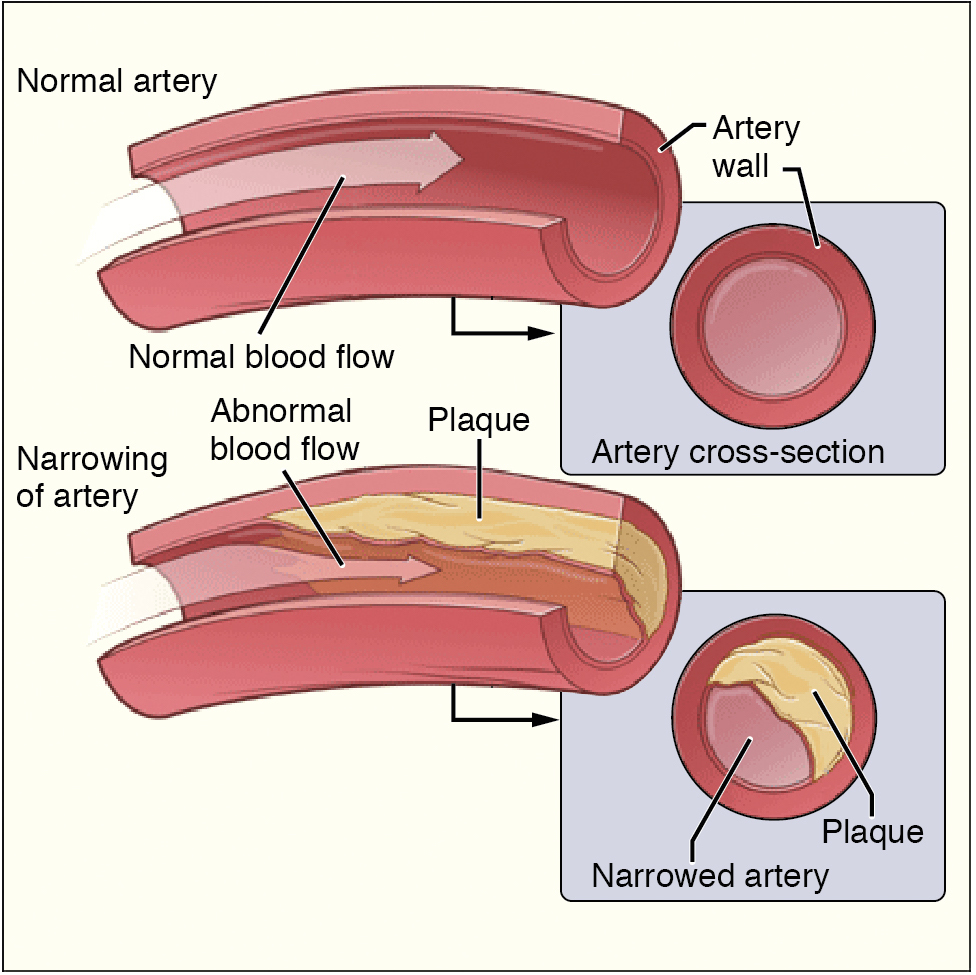 Normal artery
Artery
wall
Normal blood flow
Artery cross-section
Abnormal
blood flow
Plaque
Narrowing
of artery
Plaque
Narrowed artery